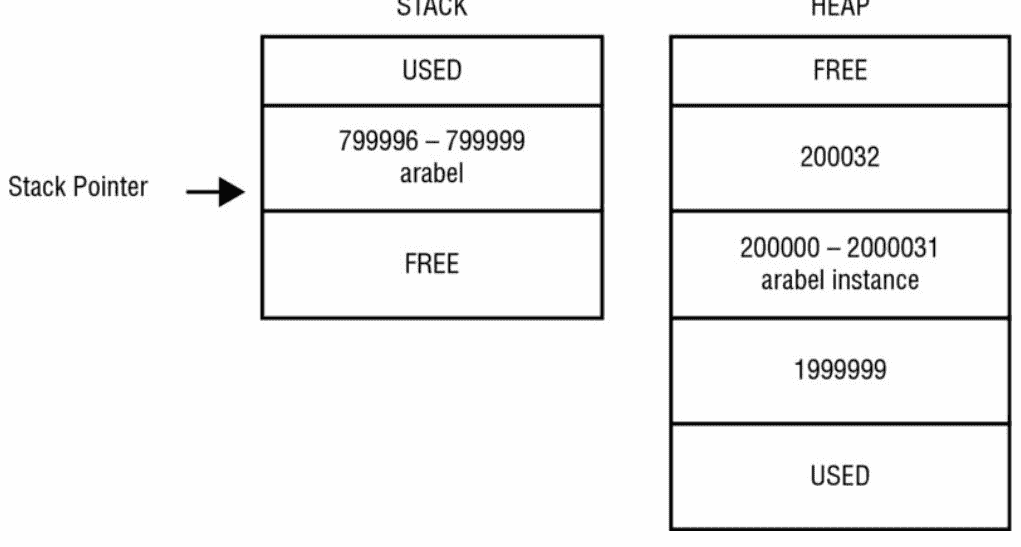 STACK
USED
799996 – 799999
arabel
Stack Pointer
FREE
HEAP
FREE
200032
200000 – 2000031
arabel instance
1999999
USED